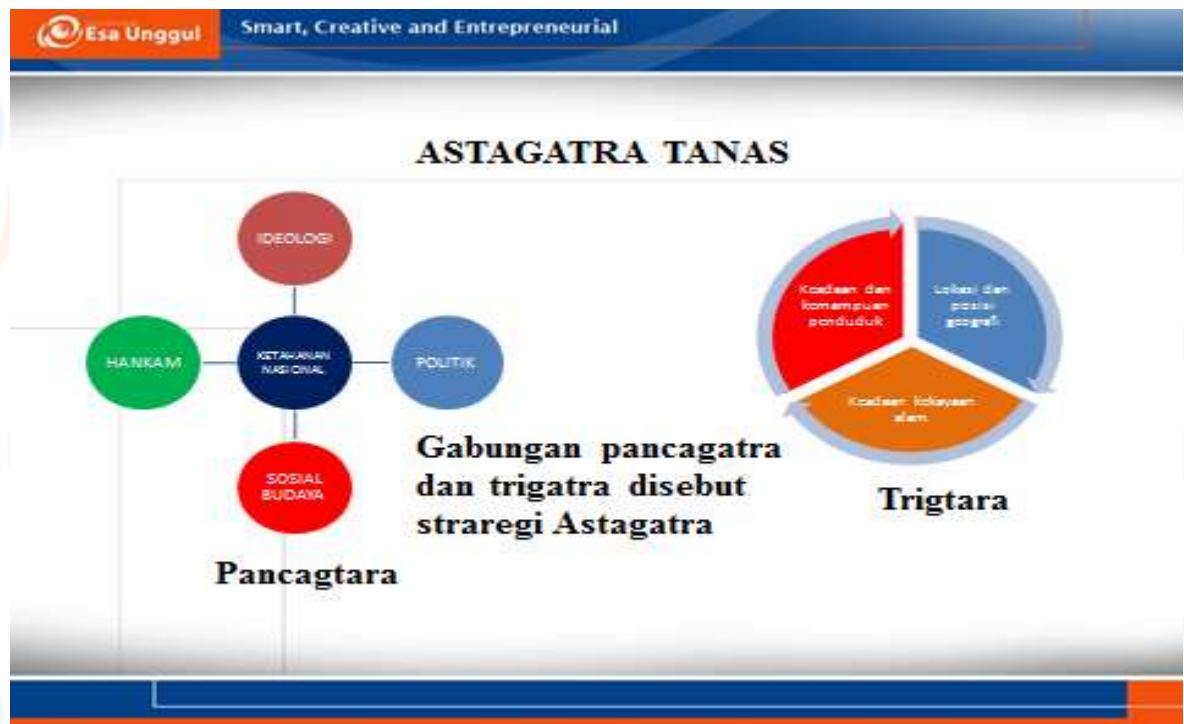 Esa Unggul
Smart, Creative and Entrepreneurial
ASTAGATRA TANAS
IDEOLOGI
HANKAM
KETAHANAN
NASIONAL
POLITIK
SOSIAL
BUDAYA
Pancagtara
Gabungan pancagatra
dan trigatra disebut
straregi Astagatra
Keadaan dan
kemampuan
penduduk
Lokasi dan
posisi
geografi
Keadaan kekayaan
alam
Trigtara